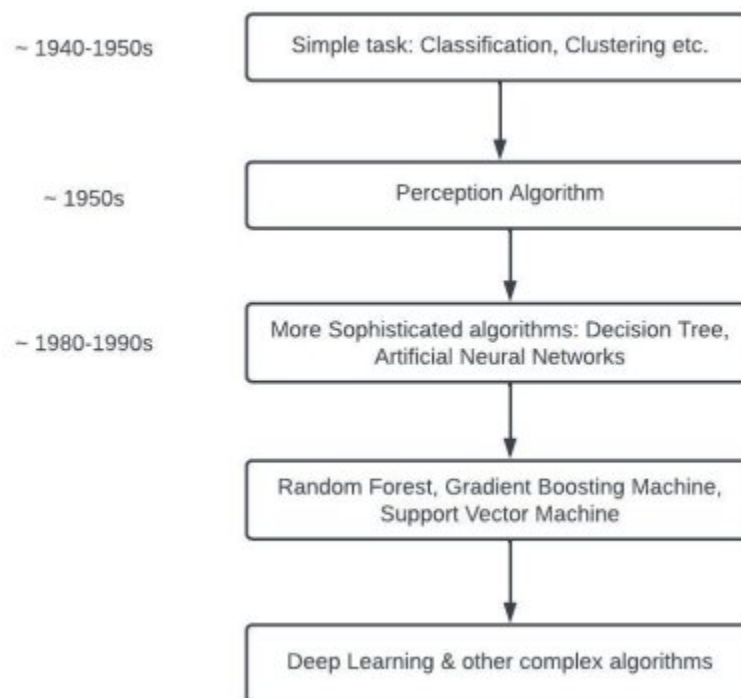 ~ 1940-1950s
Simple task: Classification, Clustering etc.
~ 1950s
Perception Algorithm
~ 1980-1990s
More Sophisticated algorithms: Decision Tree,
Artificial Neural Networks
Random Forest, Gradient Boosting Machine,
Support Vector Machine
Deep Learning & other complex algorithms